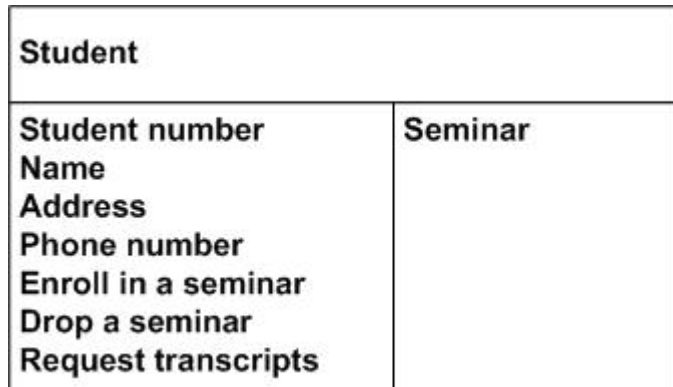 Student
Student number
Name
Address
Phone number
Enroll in a seminar
Drop a seminar
Request transcripts
Seminar